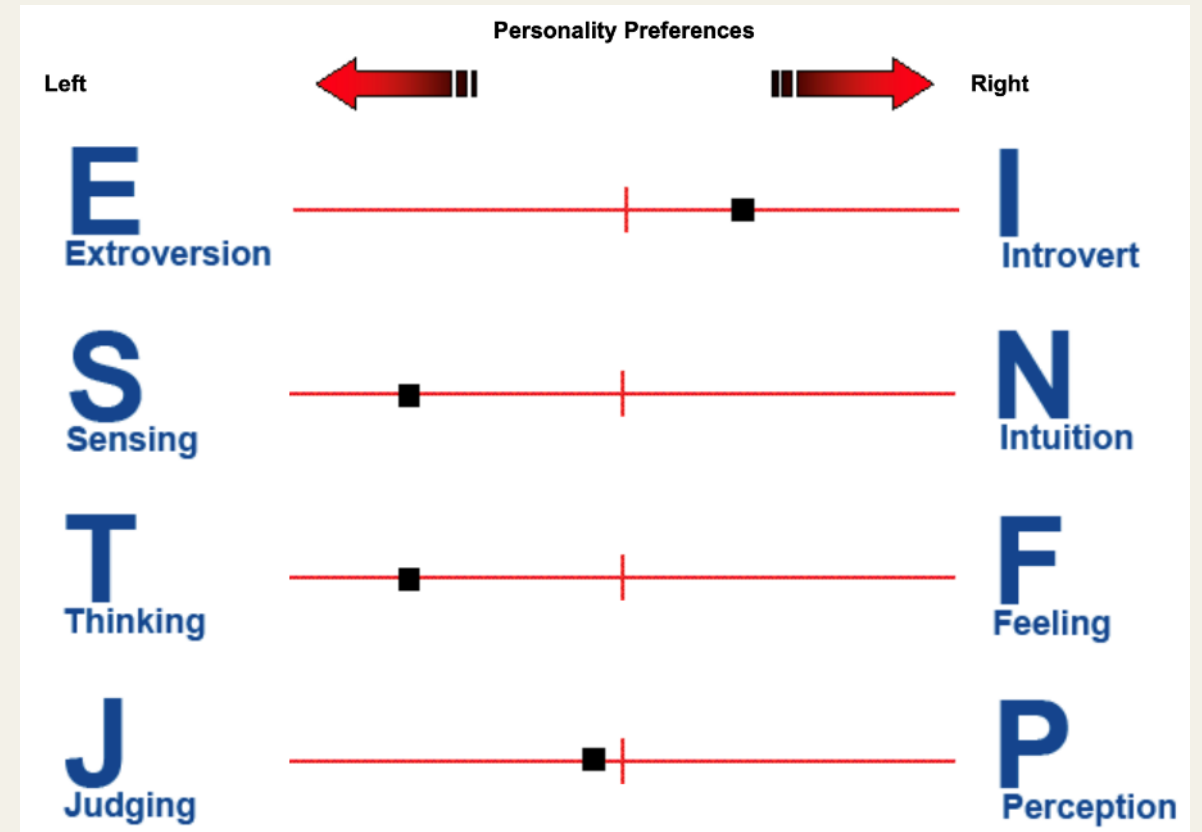 Personality Preferences
Left
Right
E
I
Extroversion
Introvert
S
N
Sensing
Intuition
T
F
Thinking
Feeling
J
P
Judging
Perception